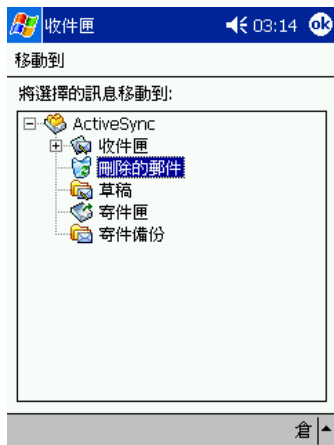 收件匣 03:14 ok
移動到
將選擇的訊息移動到:
ActiveSync
收件匣
刪除的郵件
草稿
寄件匣
寄件備份
倉